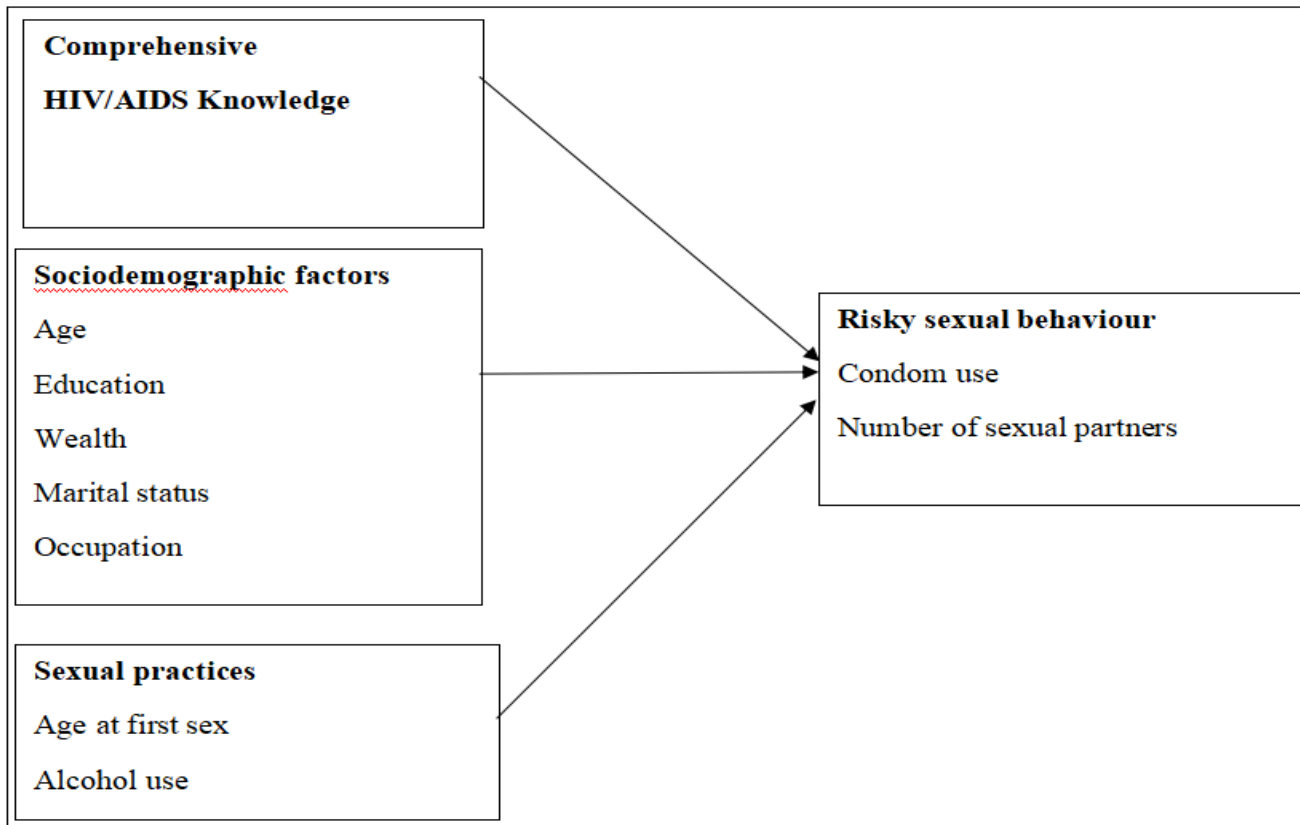 Comprehensive
HIV/AIDS Knowledge
Sociodemographic factors
Age
Education
Wealth
Marital status
Occupation
Sexual practices
Age at first sex
Alcohol use
Risky sexual behaviour
Condom use
Number of sexual partners